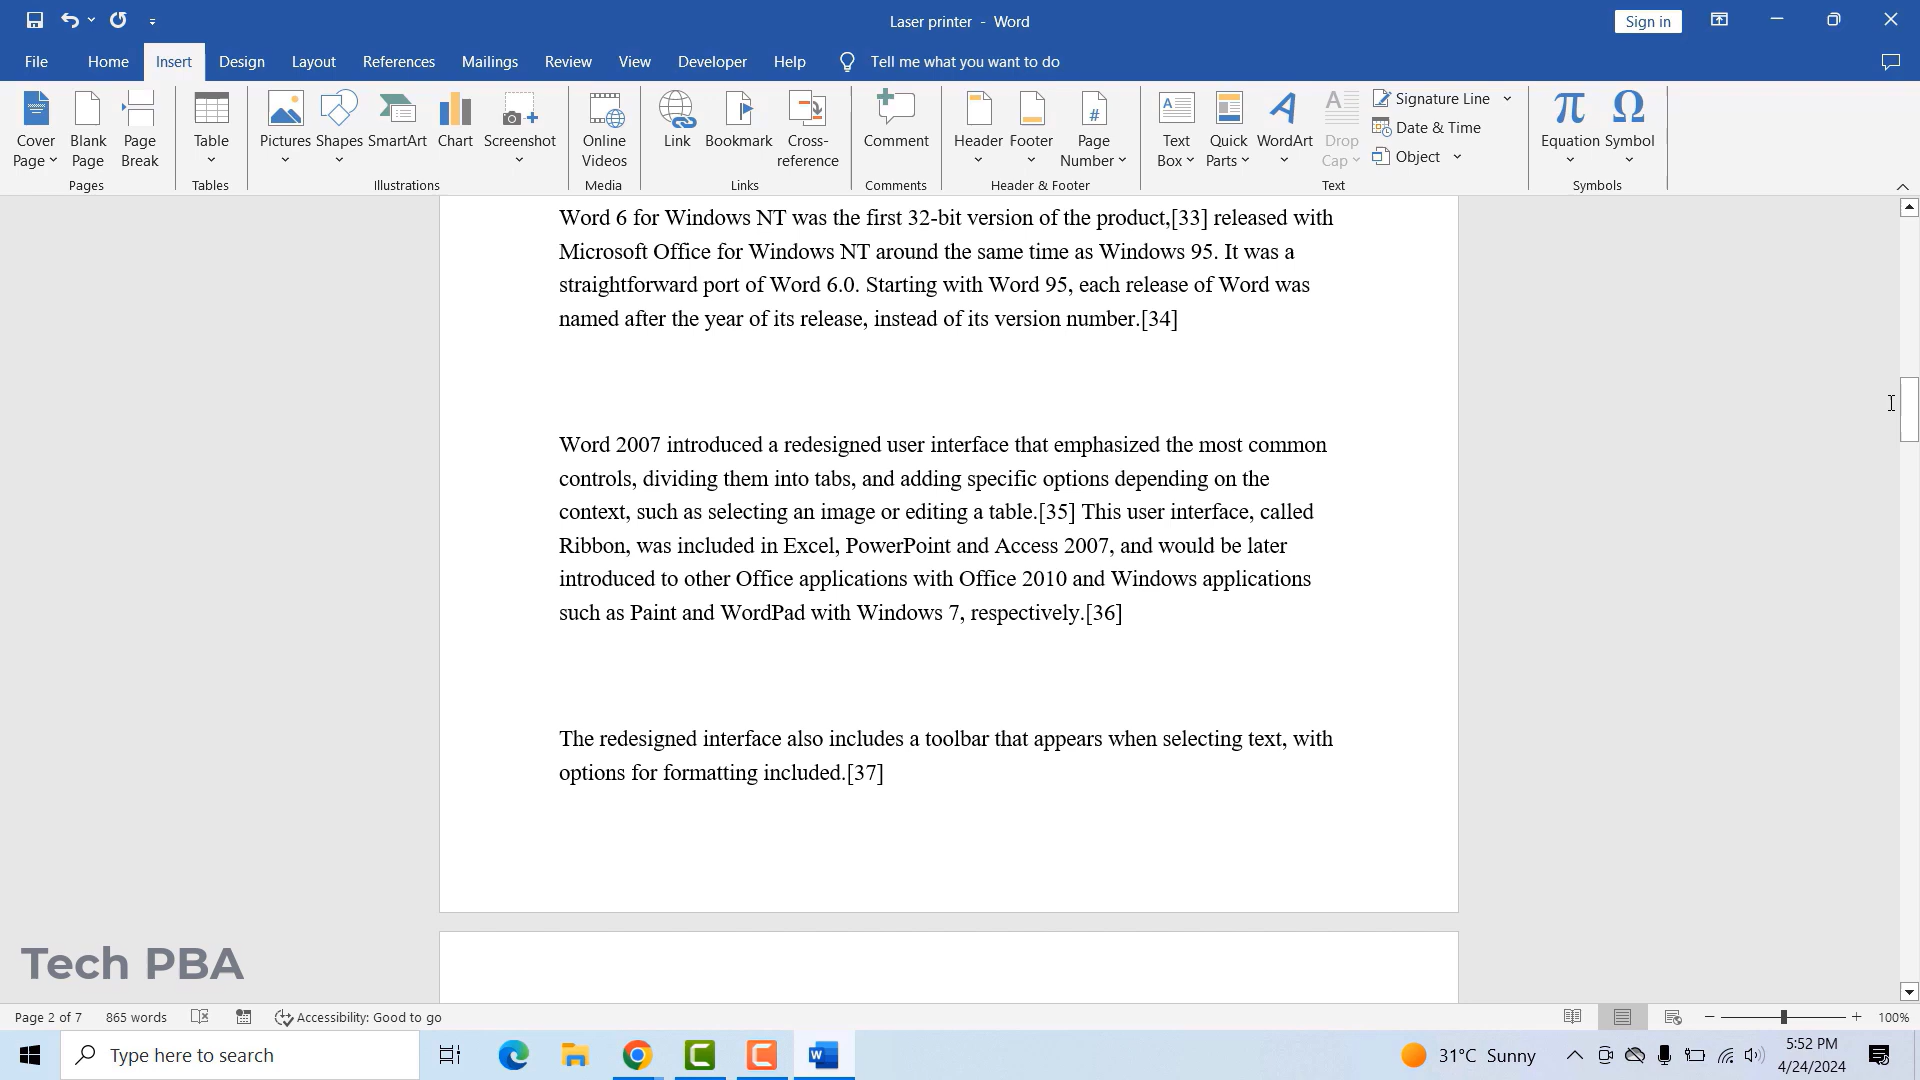 Laser printer - Word
Sign in
File Home Insert Design Layout References Mailings Review View Developer Help Tell me what you want to do
Cover Page
Blank Page
Page Break
Table
Pictures
Shapes
SmartArt
Chart
Screenshot
Online Videos
Link
Bookmark
Cross-reference
Comment
Header
Footer
Page Number
Text Box
Quick Parts
WordArt
Drop Cap
Signature Line
Date & Time
Object
Equation
Symbol
Pages Tables Illustrations Media Links Comments Header & Footer Text Symbols
Word 6 for Windows NT was the first 32-bit version of the product,[33] released with
Microsoft Office for Windows NT around the same time as Windows 95. It was a
straightforward port of Word 6.0. Starting with Word 95, each release of Word was
named after the year of its release, instead of its version number.[34]
Word 2007 introduced a redesigned user interface that emphasized the most common
controls, dividing them into tabs, and adding specific options depending on the
context, such as selecting an image or editing a table.[35] This user interface, called
Ribbon, was included in Excel, PowerPoint and Access 2007, and would be later
introduced to other Office applications with Office 2010 and Windows applications
such as Paint and WordPad with Windows 7, respectively.[36]
The redesigned interface also includes a toolbar that appears when selecting text, with
options for formatting included.[37]
Tech PBA
Page 2 of 7 865 words Accessibility: Good to go 100%
Type here to search
31°C Sunny
5:52 PM
4/24/2024